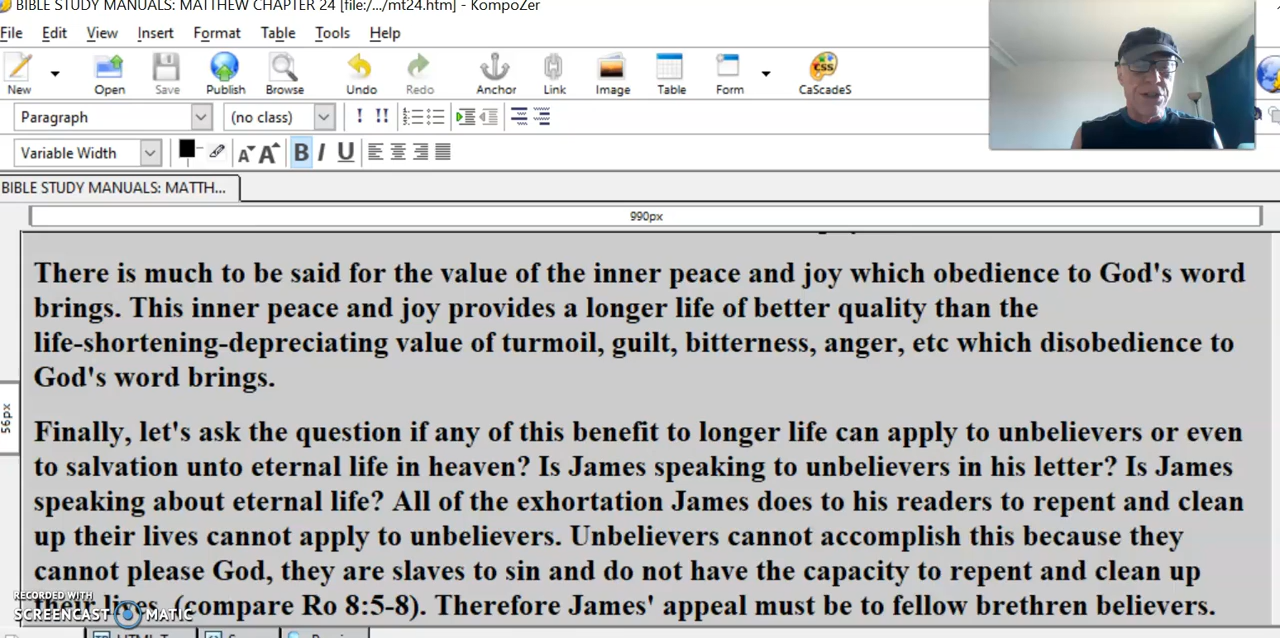 BIBLE STUDY MANUALS: MATTHEW CHAPTER 24 [file:/.../mt24.htm] - KompoZer
File Edit View Insert Format Table Tools Help
New Open Save Publish Browse Undo Redo Anchor Link Image Table Form CaScadeS
Paragraph (no class) ! !!
Variable Width A A B I U
BIBLE STUDY MANUALS: MATTH...
990px
There is much to be said for the value of the inner peace and joy which obedience to God's word
brings. This inner peace and joy provides a longer life of better quality than the
life-shortening-depreciating value of turmoil, guilt, bitterness, anger, etc which disobedience to
God's word brings.
56px
Finally, let's ask the question if any of this benefit to longer life can apply to unbelievers or even
to salvation unto eternal life in heaven? Is James speaking to unbelievers in his letter? Is James
speaking about eternal life? All of the exhortation James does to his readers to repent and clean
up their lives cannot apply to unbelievers. Unbelievers cannot accomplish this because they
cannot please God, they are slaves to sin and do not have the capacity to repent and clean up
(compare Ro 8:5-8). Therefore James' appeal must be to fellow brethren believers.
RECORDED WITH
SCREENCAST MATIC